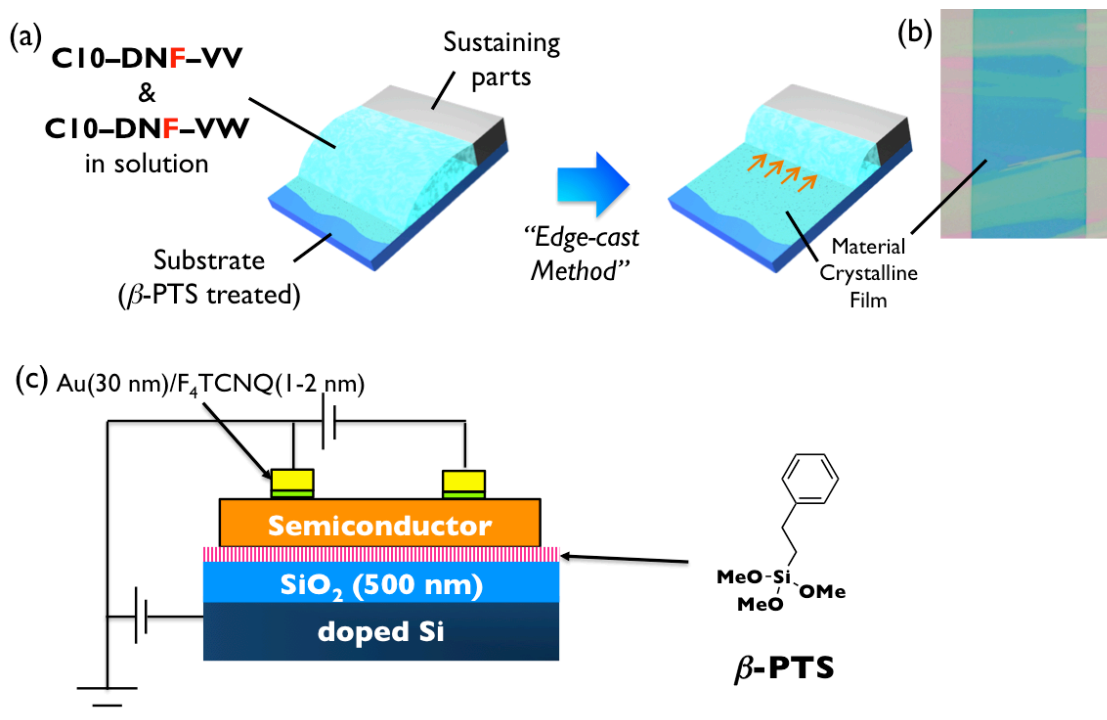 (a)
C10–DNF–VV
&
C10–DNF–VW
in solution
Sustaining
parts
Substrate
(β-PTS treated)
“Edge-cast
Method”
(b)
Material
Crystalline
Film
(c)
Au(30 nm)/F₄TCNQ(1-2 nm)
Semiconductor
SiO₂ (500 nm)
doped Si
MeO Si
MeO OMe
β-PTS